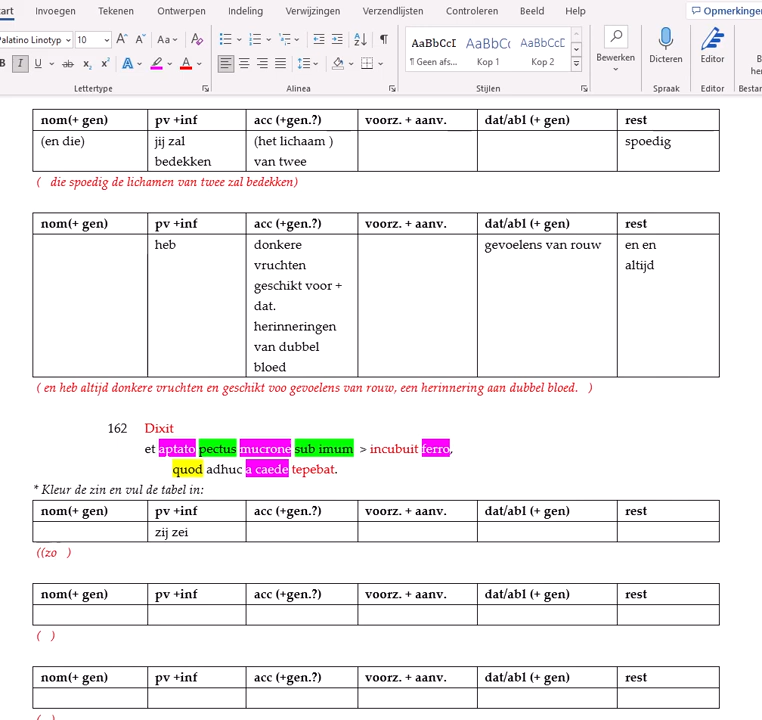 tart Invoegen Tekenen Ontwerpen Indeling Verwijzingen Verzendlijsten Controleren Beeld Help Opmerkingen
Palatino Linotyp 10 A A Aa A ¶ AaBbCcI AaBbC( AaBbCcI
¶ Geen afs... Kop 1 Kop 2 Bewerken Dicteren Editor
B I U ab x₂ x² A A
Lettertype Alinea Stijlen Spraak Editor
nom(+ gen) pv +inf acc (+gen.?) voorz. + aanv. dat/abl (+ gen) rest
(en die) jij zal (het lichaam ) spoedig
bedekken van twee
( die spoedig de lichamen van twee zal bedekken)
nom(+ gen) pv +inf acc (+gen.?) voorz. + aanv. dat/abl (+ gen) rest
heb donkere gevoelens van rouw en en
vruchten altijd
geschikt voor +
dat.
herinneringen
van dubbel
bloed
( en heb altijd donkere vruchten en geschikt voo gevoelens van rouw, een herinnering aan dubbel bloed. )
162 Dixit
et aptato pectus mucrone sub imum > incubuit ferro,
quod adhuc a caede tepebat.
* Kleur de zin en vul de tabel in:
nom(+ gen) pv +inf acc (+gen.?) voorz. + aanv. dat/abl (+ gen) rest
zij zei
((zo )
nom(+ gen) pv +inf acc (+gen.?) voorz. + aanv. dat/abl (+ gen) rest
( )
nom(+ gen) pv +inf acc (+gen.?) voorz. + aanv. dat/abl (+ gen) rest
( )